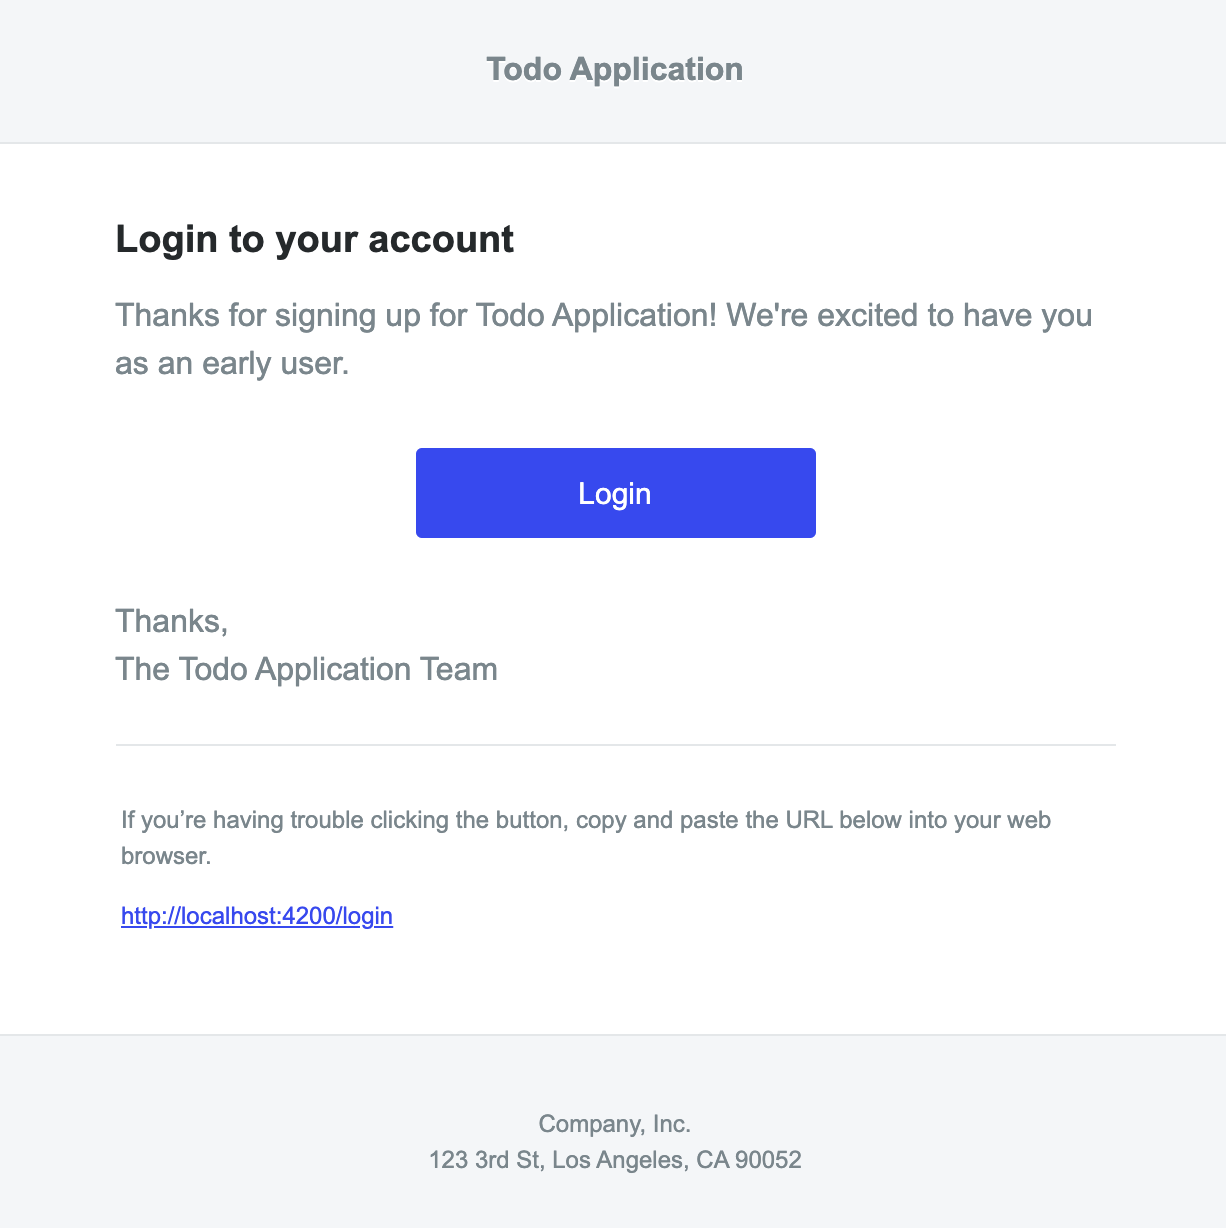 Todo Application
Login to your account
Thanks for signing up for Todo Application! We're excited to have you
as an early user.
Login
Thanks,
The Todo Application Team
If you’re having trouble clicking the button, copy and paste the URL below into your web
browser.
http://localhost:4200/login
Company, Inc.
123 3rd St, Los Angeles, CA 90052